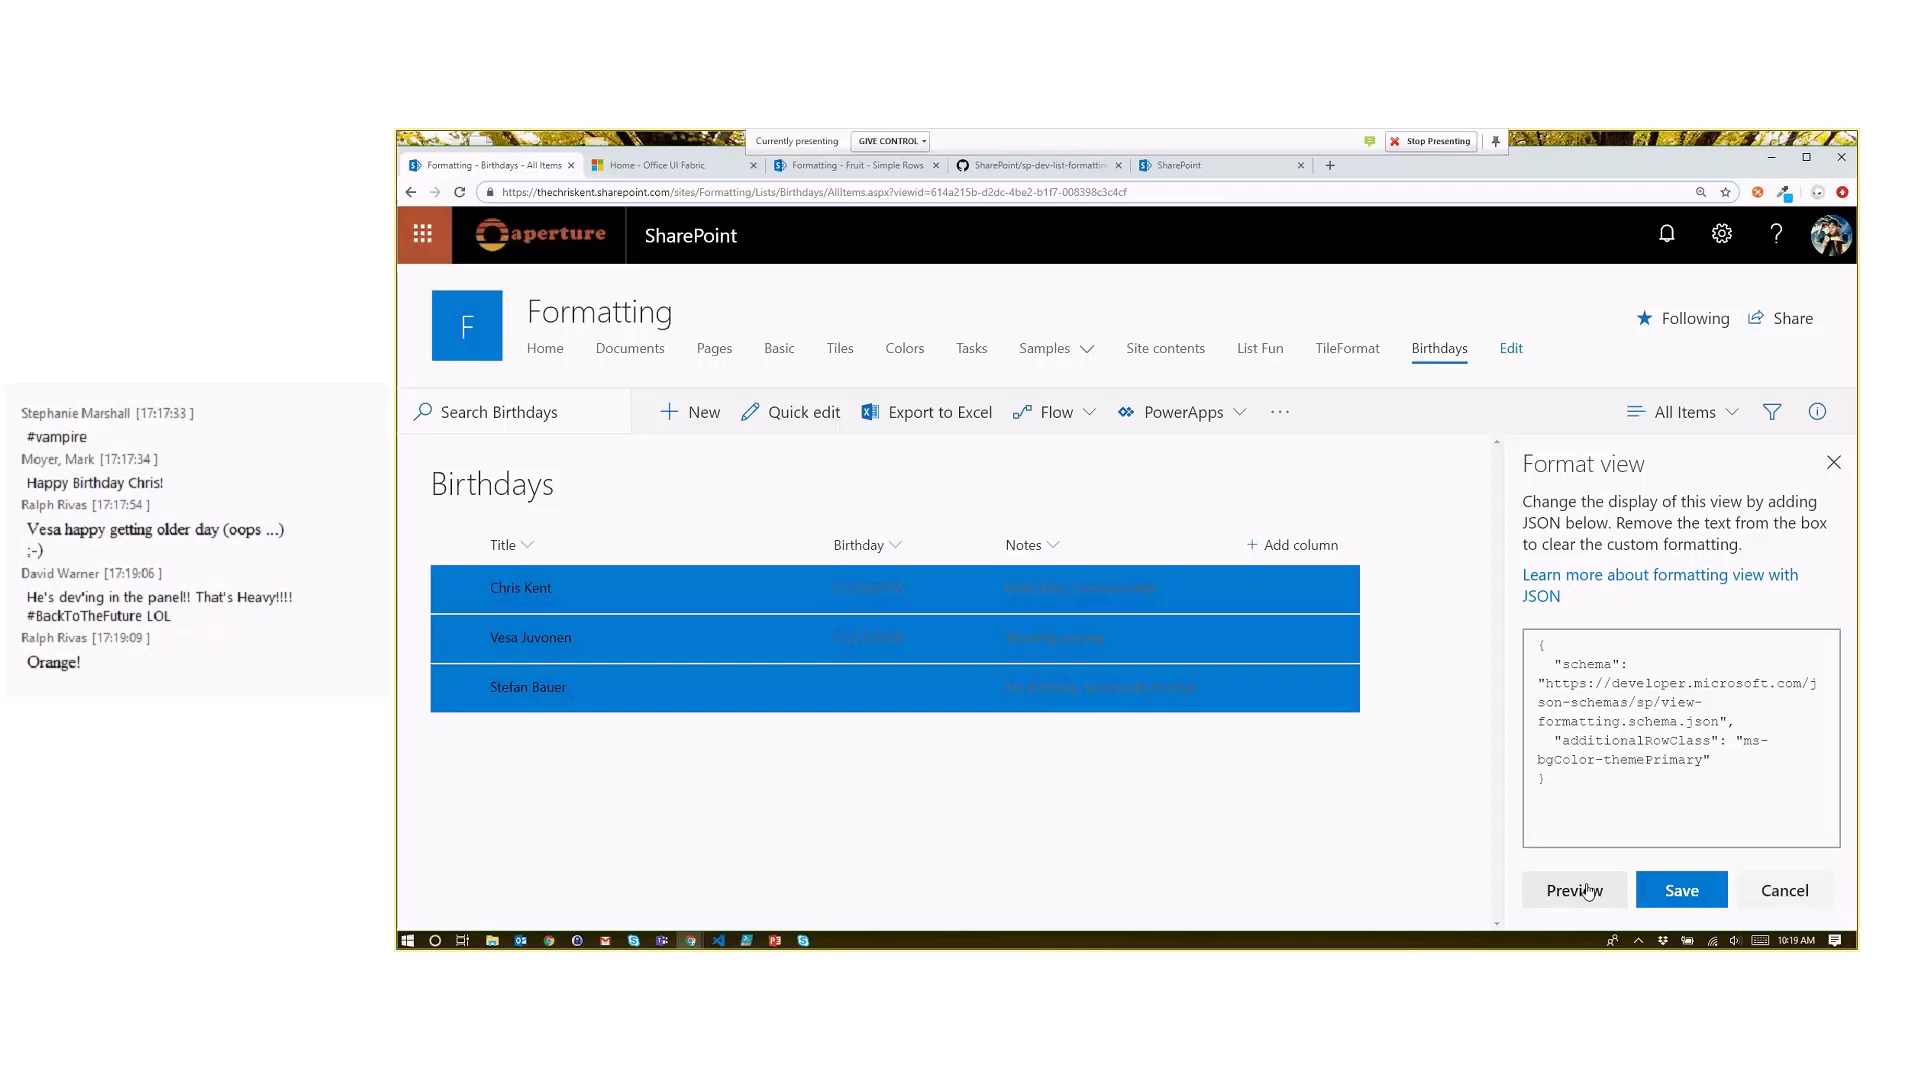 Currently presenting
GIVE CONTROL
Stop Presenting
Formatting - Birthdays - All Items
Home - Office UI Fabric
Formatting - Fruit - Simple Rows
SharePoint/sp-dev-list-formattin
SharePoint
https://thechriskent.sharepoint.com/sites/Formatting/Lists/Birthdays/AllItems.aspx?viewid=614a215b-d2dc-4be2-b1f7-008398c3c4cf
aperture
SharePoint
F
Formatting
Following
Share
Home
Documents
Pages
Basic
Tiles
Colors
Tasks
Samples
Site contents
List Fun
TileFormat
Birthdays
Edit
Search Birthdays
New
Quick edit
Export to Excel
Flow
PowerApps
All Items
Stephanie Marshall [17:17:33 ]
#vampire
Moyer, Mark [17:17:34 ]
Happy Birthday Chris!
Ralph Rivas [17:17:54 ]
Vesa happy getting older day (oops ...)
;-)
David Warner [17:19:06 ]
He's dev'ing in the panel!! That's Heavy!!!!
#BackToTheFuture LOL
Ralph Rivas [17:19:09 ]
Orange!
Birthdays
Title
Birthday
Notes
Add column
Chris Kent
Vesa Juvonen
Stefan Bauer
Format view
Change the display of this view by adding
JSON below. Remove the text from the box
to clear the custom formatting.
Learn more about formatting view with
JSON
{
"schema":
"https://developer.microsoft.com/j
son-schemas/sp/view-
formatting.schema.json",
"additionalRowClass": "ms-
bgColor-themePrimary"
}
Preview
Save
Cancel
10:19 AM